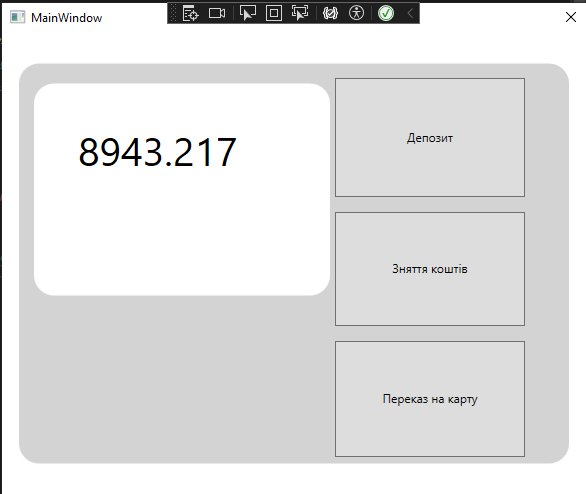 MainWindow
8943.217
Депозит
Зняття коштів
Переказ на карту